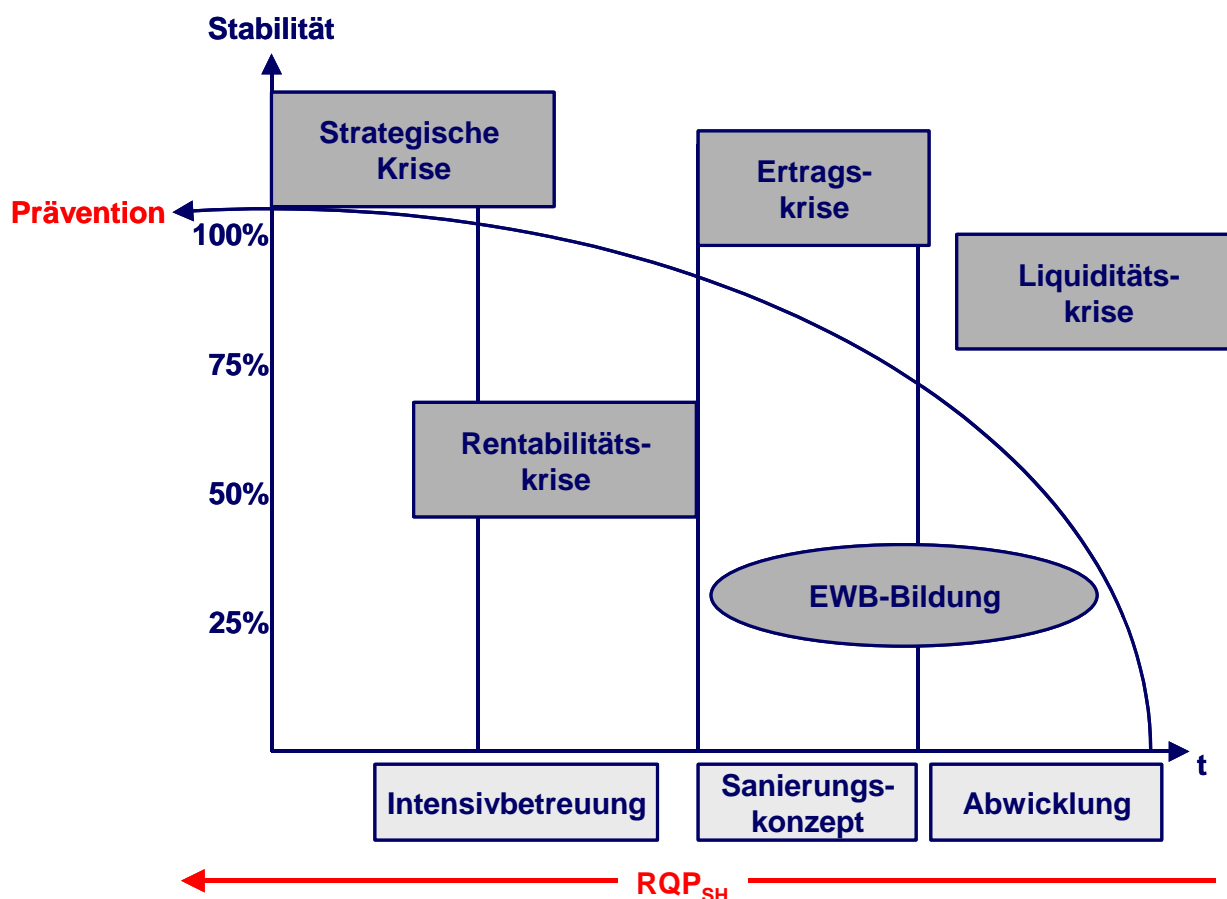 Stabilität
Strategische
Krise
Ertrags-
krise
Prävention
100%
Liquiditäts-
krise
75%
Rentabilitäts-
krise
50%
EWB-Bildung
25%
t
Intensivbetreuung
Sanierungs-
konzept
Abwicklung
RQP_SH